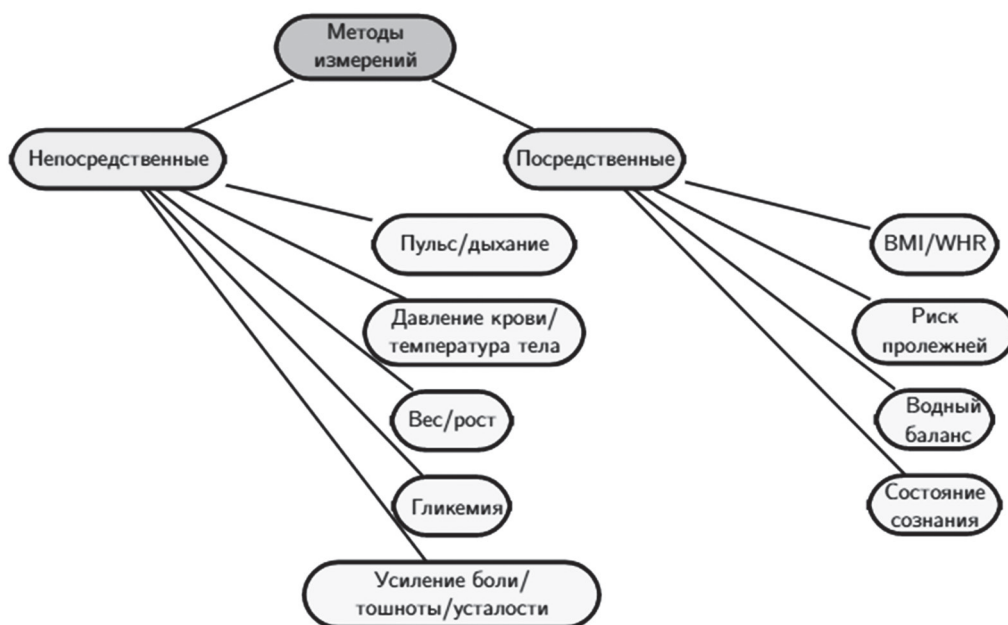 Методы
измерений
Непосредственные
Посредственные
Пульс/дыхание
BMI/WHR
Давление крови/
температура тела
Риск
пролежней
Вес/рост
Водный
баланс
Гликемия
Состояние
сознания
Усиление боли/
тошноты/усталости